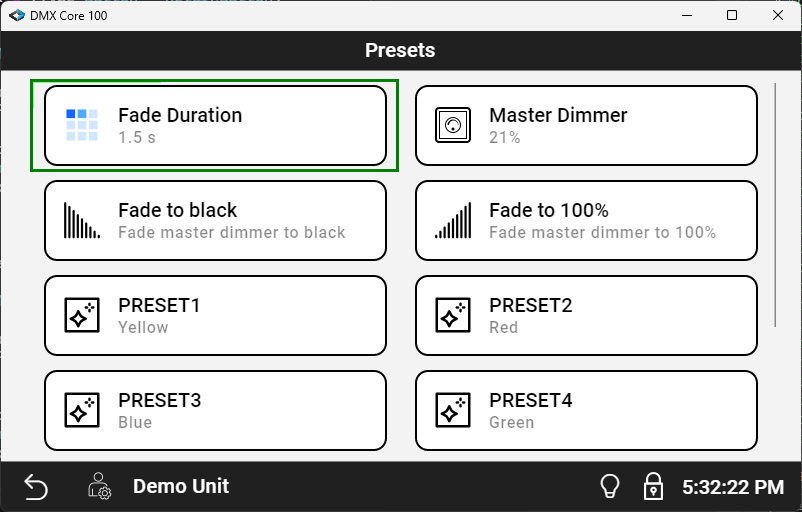 DMX Core 100
Presets
Fade Duration
1.5 s
Master Dimmer
21%
Fade to black
Fade master dimmer to black
Fade to 100%
Fade master dimmer to 100%
PRESET1
Yellow
PRESET2
Red
PRESET3
Blue
PRESET4
Green
Demo Unit
5:32:22 PM